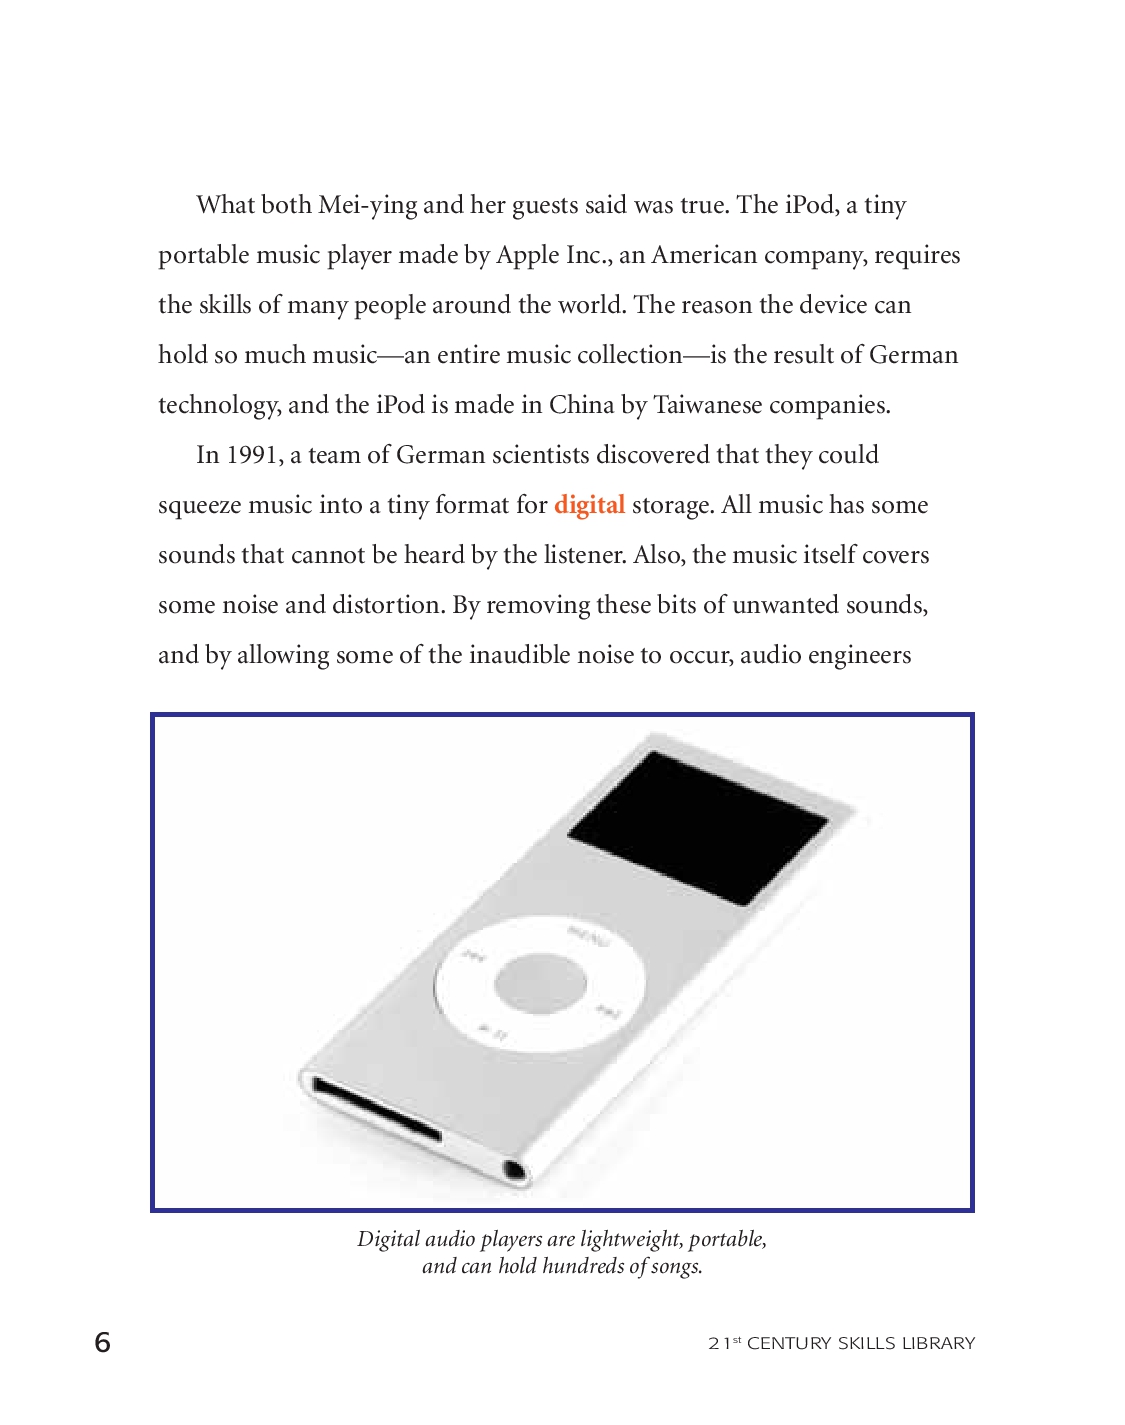 What both Mei-ying and her guests said was true. The iPod, a tiny
portable music player made by Apple Inc., an American company, requires
the skills of many people around the world. The reason the device can
hold so much music—an entire music collection—is the result of German
technology, and the iPod is made in China by Taiwanese companies.
In 1991, a team of German scientists discovered that they could
squeeze music into a tiny format for digital storage. All music has some
sounds that cannot be heard by the listener. Also, the music itself covers
some noise and distortion. By removing these bits of unwanted sounds,
and by allowing some of the inaudible noise to occur, audio engineers
MENU
Digital audio players are lightweight, portable,
and can hold hundreds of songs.
6
21st CENTURY SKILLS LIBRARY